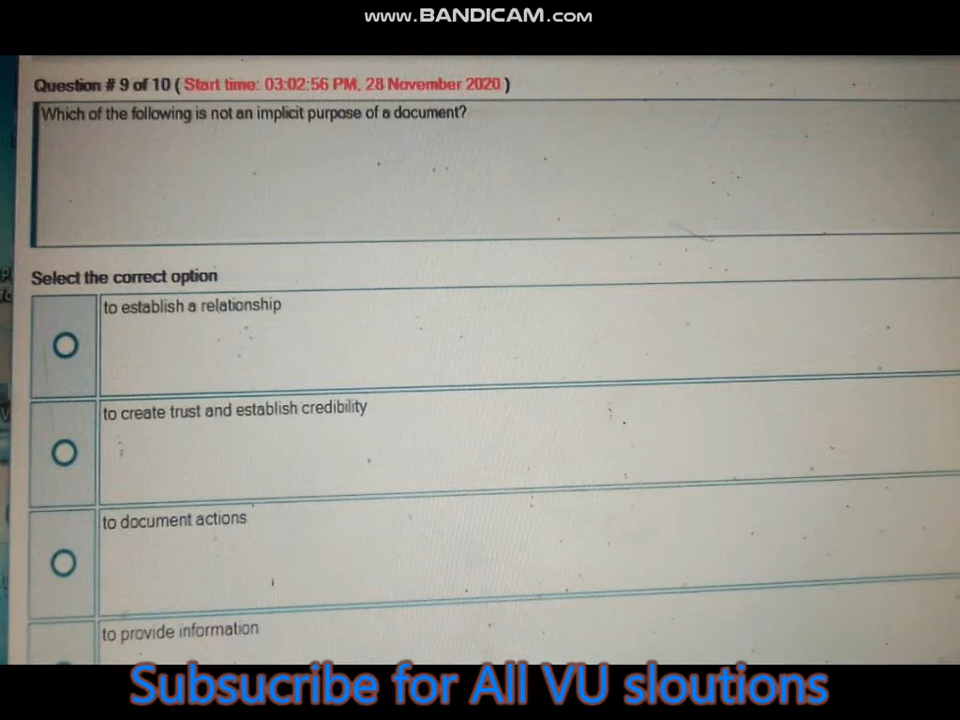 www.BANDICAM.com
Question # 9 of 10 ( Start time: 03:02:56 PM, 28 November 2020 )
Which of the following is not an implicit purpose of a document?
Select the correct option
to establish a relationship
to create trust and establish credibility
to document actions
to provide information
Subsucribe for All VU sloutions